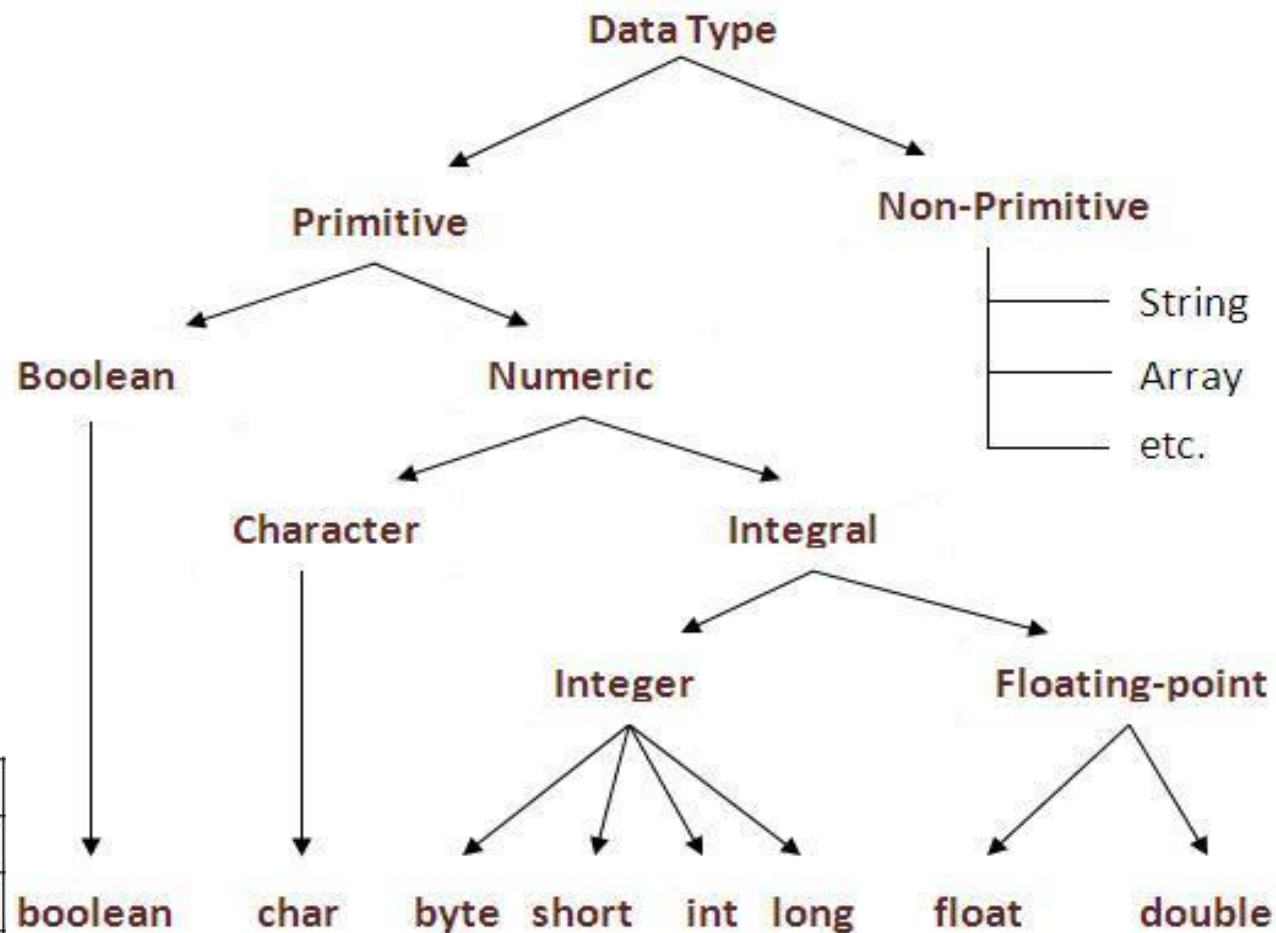 Data Type
Primitive
Non-Primitive
String
Array
etc.
Boolean
Numeric
Character
Integral
Integer
Floating-point
boolean char byte short int long float double